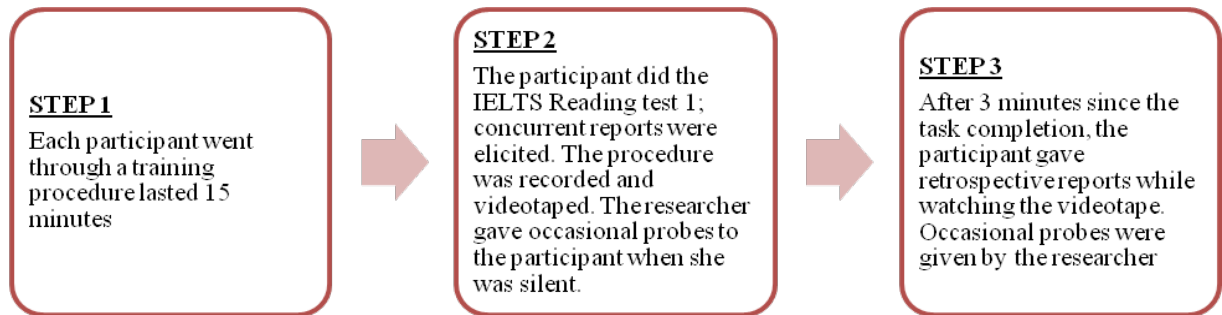 STEP 1
Each participant went
through a training
procedure lasted 15
minutes
STEP 2
The participant did the
IELTS Reading test 1;
concurrent reports were
elicited. The procedure
was recorded and
videotaped. The researcher
gave occasional probes to
the participant when she
was silent.
STEP 3
After 3 minutes since the
task completion, the
participant gave
retrospective reports while
watching the videotape.
Occasional probes were
given by the researcher